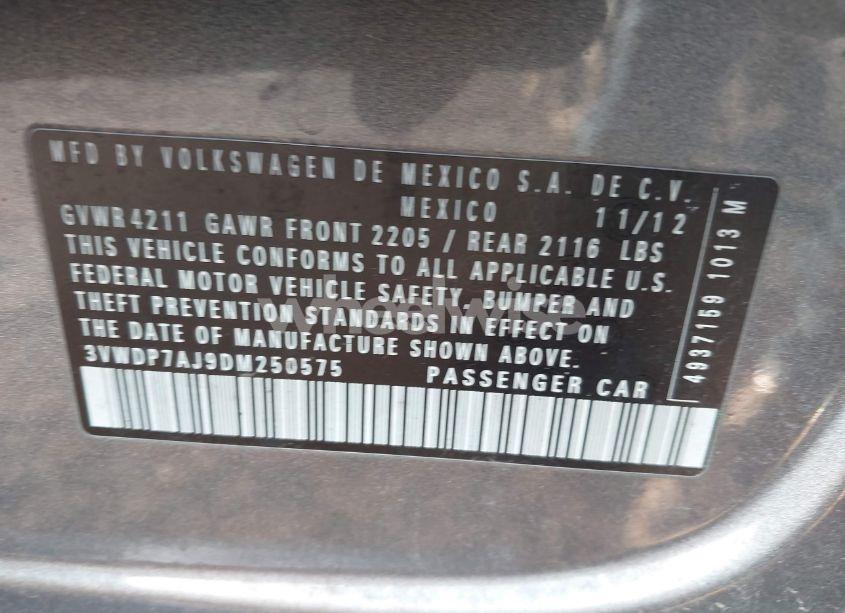 MFD BY VOLKSWAGEN DE MEXICO S.A. DE C.V.
MEXICO 11/12
GVWR 4211 GAWR FRONT 2205 / REAR 2116 LBS
THIS VEHICLE CONFORMS TO ALL APPLICABLE U.S.
FEDERAL MOTOR VEHICLE SAFETY, BUMPER AND
THEFT PREVENTION STANDARDS IN EFFECT ON
THE DATE OF MANUFACTURE SHOWN ABOVE.
3VWDP7AJ9DM250575 PASSENGER CAR
4937169 1013 M
wheelwise